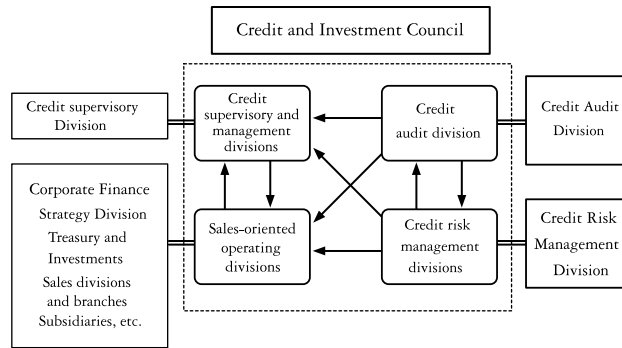 Credit and Investment Council
Credit supervisory
Division
Credit
supervisory and
management
divisions
Credit
audit division
Credit Audit
Division
Corporate Finance
Strategy Division
Treasury and
Investments
Sales divisions
and branches
Subsidiaries, etc.
Sales-oriented
operating
divisions
Credit risk
management
divisions
Credit Risk
Management
Division